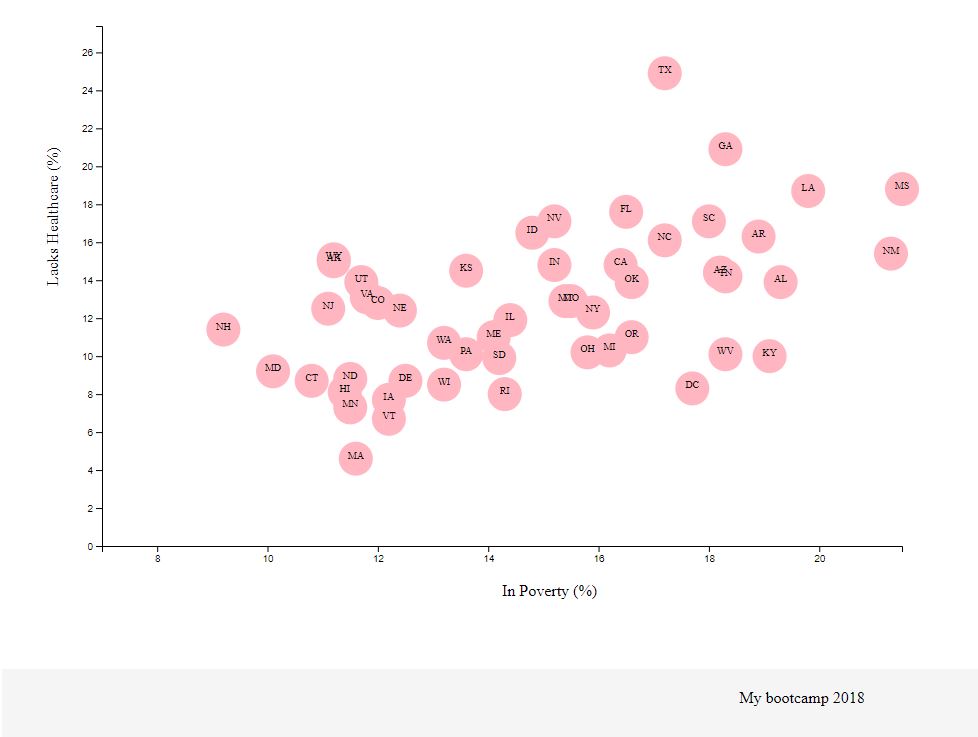 26
TX
24
22
GA
20
LA
MS
18
FL
SC
NV
ID
AR
NC
16
Lacks Healthcare (%)
NM
IN
CA
KS
14
UT
OK
AL
VA
CO
NJ
NE
NY
12
IL
NH
ME
OR
WA
PA
SD
OH
MI
WV
KY
10
MD
CT
ND
DE
WI
HI
RI
DC
8
MN
IA
VT
6
MA
4
2
0
8 10 12 14 16 18 20
In Poverty (%)
My bootcamp 2018